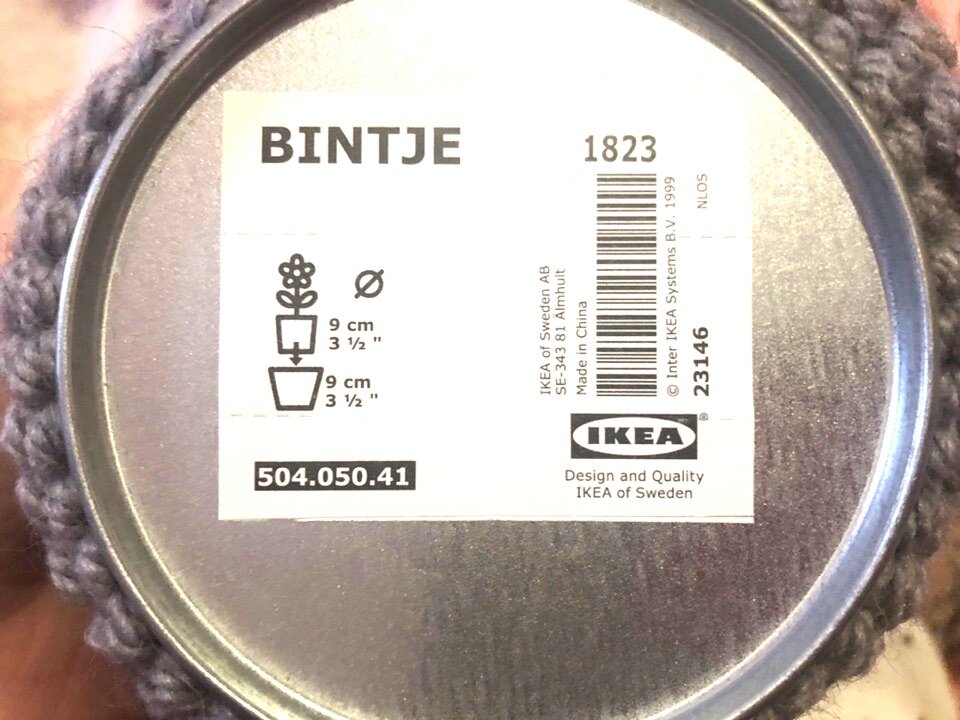 BINTJE
1823
9 cm
3 ½ "
9 cm
3 ½ "
504.050.41
IKEA of Sweden AB
SE-343 81 Älmhult
Made in China
© Inter IKEA Systems B.V. 1999
23146
NLOS
IKEA®
Design and Quality
IKEA of Sweden